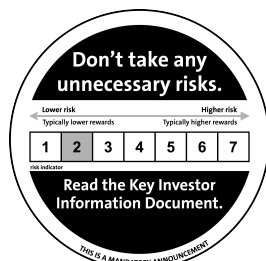 Don't take any
unnecessary risks.
Lower risk Higher risk
Typically lower rewards Typically higher rewards
1 2 3 4 5 6 7
risk indicator
Read the Key Investor
Information Document.
THIS IS A MANDATORY ANNOUNCEMENT